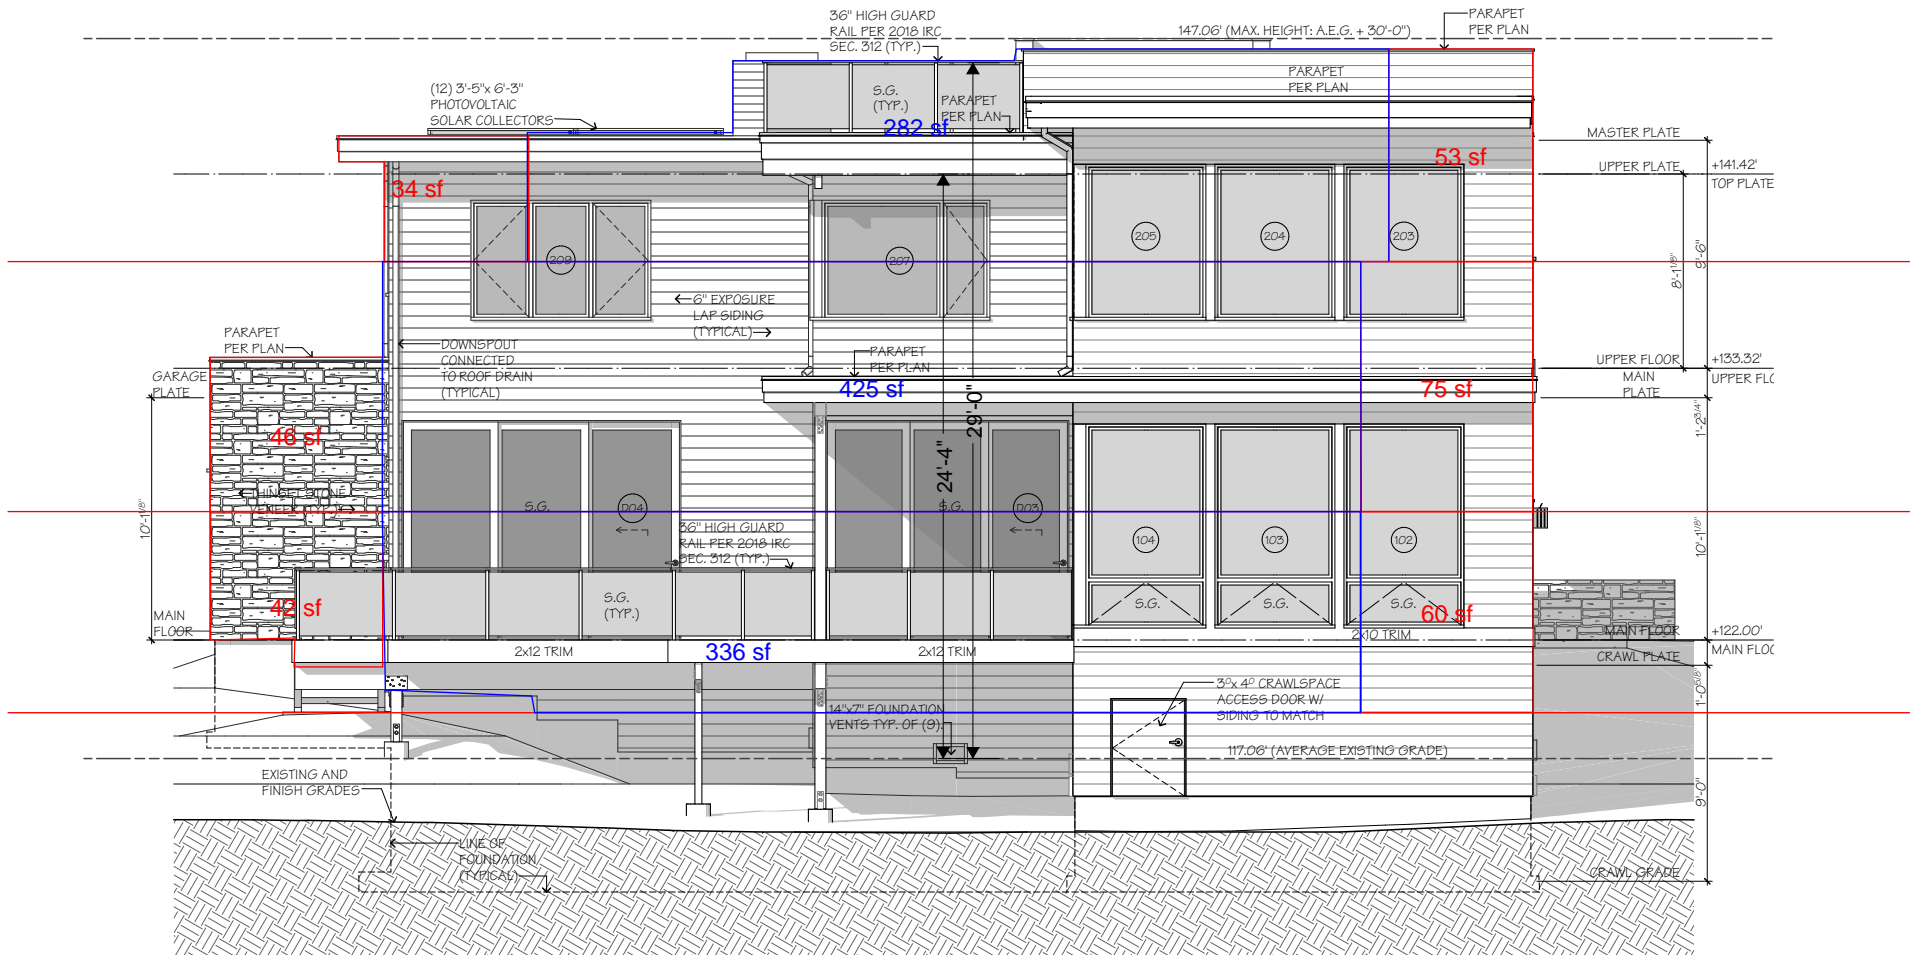 36" HIGH GUARD
RAIL PER 2018 IRC
SEC. 312 (TYP.)
147.06' (MAX. HEIGHT: A.E.G. + 30'-0")
PARAPET
PER PLAN
PARAPET
PER PLAN
(12) 3'-5"x 6'-3"
PHOTOVOLTAIC
SOLAR COLLECTORS
S.G.
(TYP.)
PARAPET
PER PLAN
282 sf
MASTER PLATE
53 sf
UPPER PLATE
+141.42'
TOP PLATE
34 sf
205
204
203
209
207
9'-6"
8'-1 1/8"
6" EXPOSURE
LAP SIDING
(TYPICAL)
PARAPET
PER PLAN
DOWNSPOUT
CONNECTED
TO ROOF DRAIN
(TYPICAL)
PARAPET
PER PLAN
UPPER FLOOR
+133.32'
MAIN
PLATE
UPPER FLO
GARAGE
PLATE
425 sf
75 sf
29'-0"
24'-4"
1'-2 3/4"
46 sf
THINSET STONE
VENEER (TYP.)
S.G.
D04
S.G.
D03
10'-1 1/8"
10'-1 1/8"
36" HIGH GUARD
RAIL PER 2018 IRC
SEC. 312 (TYP.)
104
103
102
S.G.
(TYP.)
S.G.
S.G.
S.G.
42 sf
60 sf
MAIN
FLOOR
2x10 TRIM
MAIN FLOOR
+122.00'
MAIN FLO
2x12 TRIM
336 sf
2x12 TRIM
CRAWL PLATE
3⁰x 4⁰ CRAWLSPACE
ACCESS DOOR W/
SIDING TO MATCH
1'-0 5/8"
14"x7" FOUNDATION
VENTS TYP. OF (9)
117.06' (AVERAGE EXISTING GRADE)
EXISTING AND
FINISH GRADES
9'-0"
LINE OF
FOUNDATION
(TYPICAL)
CRAWL GRADE